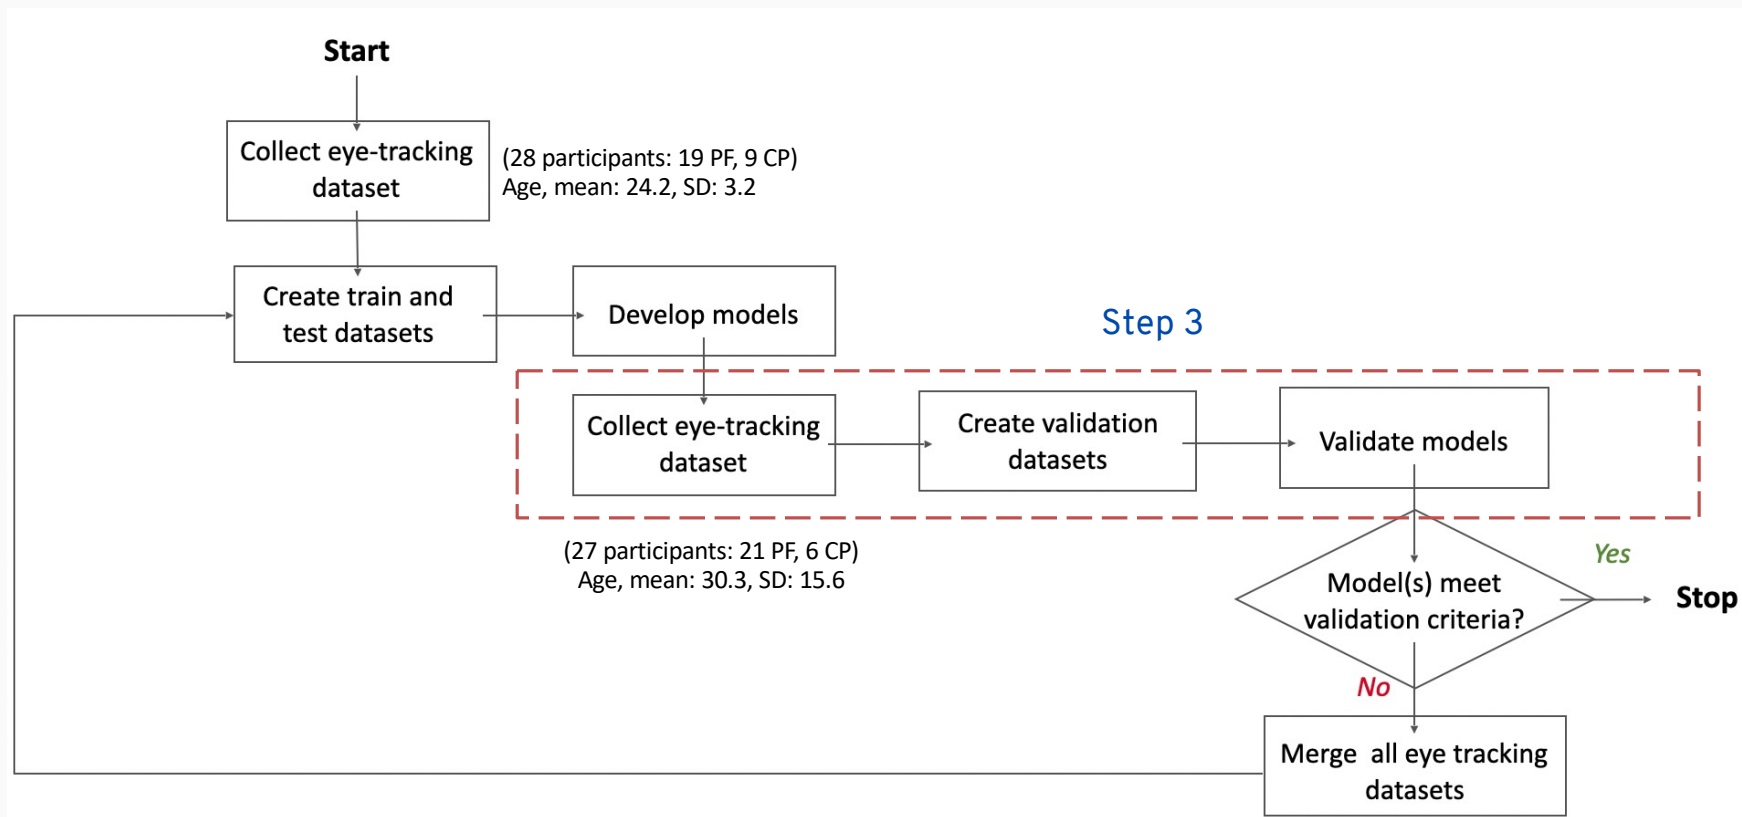 Start
Collect eye-tracking
dataset
(28 participants: 19 PF, 9 CP)
Age, mean: 24.2, SD: 3.2
Create train and
test datasets
Develop models
Step 3
Collect eye-tracking
dataset
Create validation
datasets
Validate models
(27 participants: 21 PF, 6 CP)
Age, mean: 30.3, SD: 15.6
Model(s) meet
validation criteria?
Yes
Stop
No
Merge all eye tracking
datasets